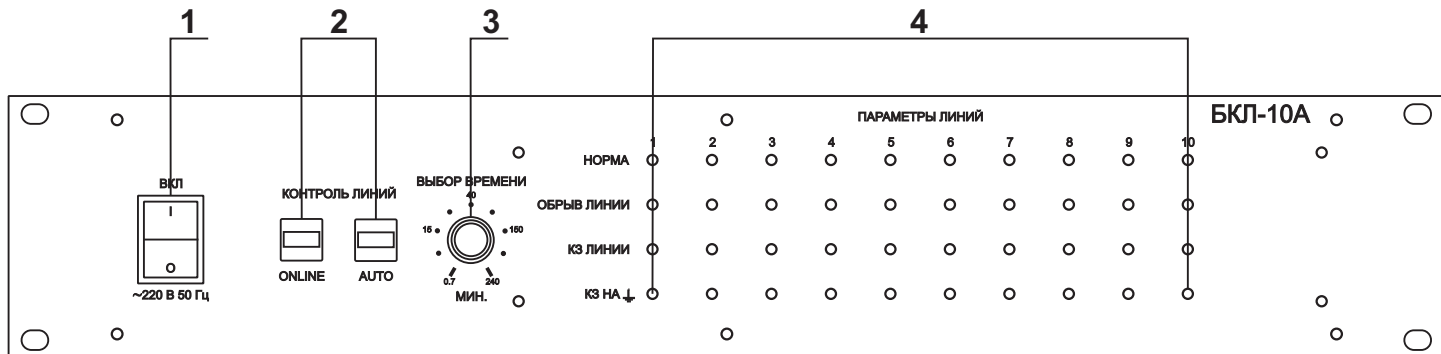 1 2 3 4
БКЛ-10А
ПАРАМЕТРЫ ЛИНИЙ
1 2 3 4 5 6 7 8 9 10
НОРМА
ОБРЫВ ЛИНИИ
КЗ ЛИНИИ
КЗ НА
ВКЛ
I
O
~220 В 50 Гц
КОНТРОЛЬ ЛИНИЙ
ONLINE AUTO
ВЫБОР ВРЕМЕНИ
40
15 150
0.7 240
МИН.